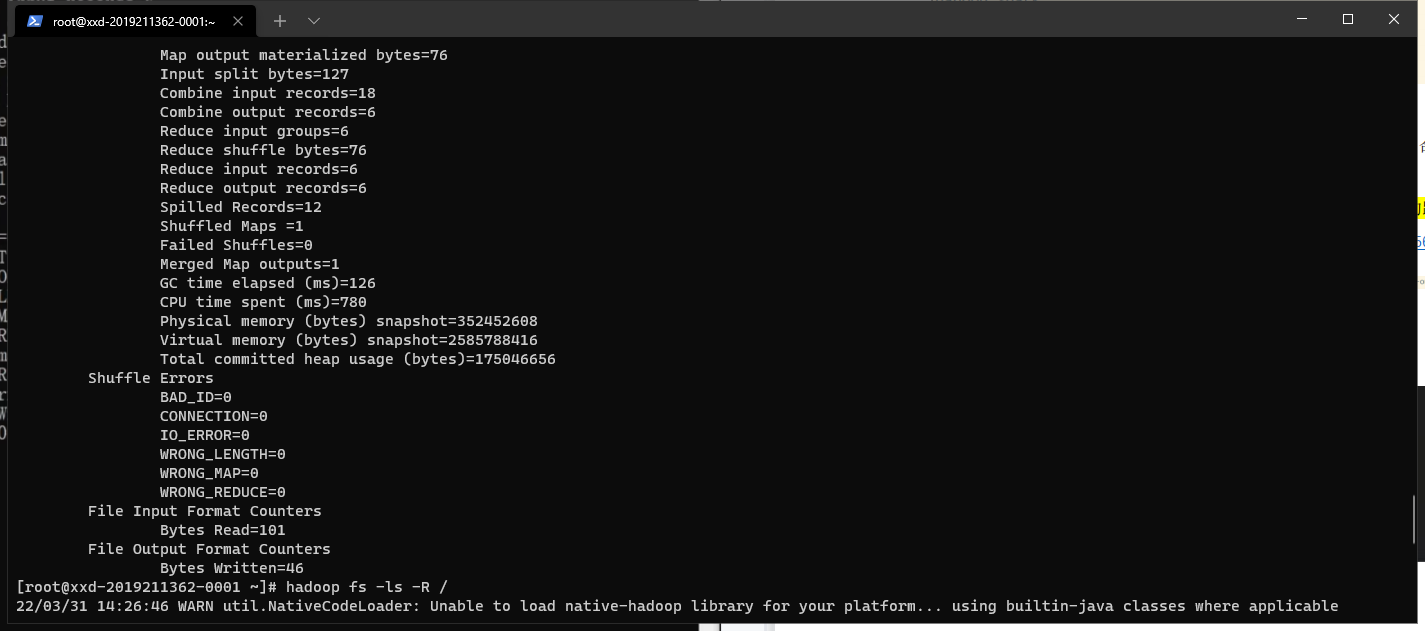 root@xxd-2019211362-0001:~
Map output materialized bytes=76
Input split bytes=127
Combine input records=18
Combine output records=6
Reduce input groups=6
Reduce shuffle bytes=76
Reduce input records=6
Reduce output records=6
Spilled Records=12
Shuffled Maps =1
Failed Shuffles=0
Merged Map outputs=1
GC time elapsed (ms)=126
CPU time spent (ms)=780
Physical memory (bytes) snapshot=352452608
Virtual memory (bytes) snapshot=2585788416
Total committed heap usage (bytes)=175046656
Shuffle Errors
BAD_ID=0
CONNECTION=0
IO_ERROR=0
WRONG_LENGTH=0
WRONG_MAP=0
WRONG_REDUCE=0
File Input Format Counters
Bytes Read=101
File Output Format Counters
Bytes Written=46
[root@xxd-2019211362-0001 ~]# hadoop fs -ls -R /
22/03/31 14:26:46 WARN util.NativeCodeLoader: Unable to load native-hadoop library for your platform... using builtin-java classes where applicable